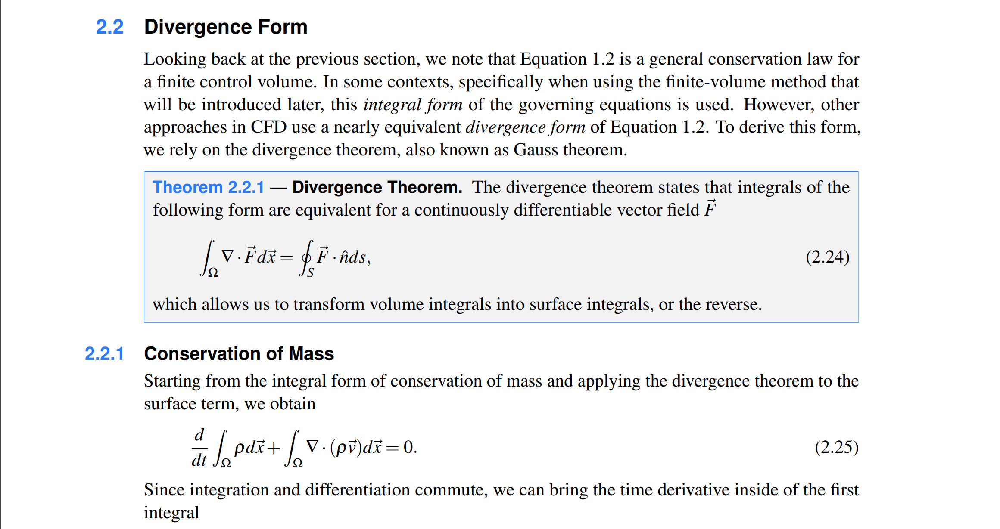 2.2 Divergence Form
Looking back at the previous section, we note that Equation 1.2 is a general conservation law for
a finite control volume. In some contexts, specifically when using the finite-volume method that
will be introduced later, this integral form of the governing equations is used. However, other
approaches in CFD use a nearly equivalent divergence form of Equation 1.2. To derive this form,
we rely on the divergence theorem, also known as Gauss theorem.
Theorem 2.2.1 — Divergence Theorem. The divergence theorem states that integrals of the
following form are equivalent for a continuously differentiable vector field $\vec{F}$
$\int_{\Omega} \nabla \cdot \vec{F} d\vec{x} = \oint_{S} \vec{F} \cdot \hat{n} ds,$ (2.24)
which allows us to transform volume integrals into surface integrals, or the reverse.
2.2.1 Conservation of Mass
Starting from the integral form of conservation of mass and applying the divergence theorem to the
surface term, we obtain
$\frac{d}{dt} \int_{\Omega} \rho d\vec{x} + \int_{\Omega} \nabla \cdot (\rho \vec{v}) d\vec{x} = 0.$ (2.25)
Since integration and differentiation commute, we can bring the time derivative inside of the first
integral